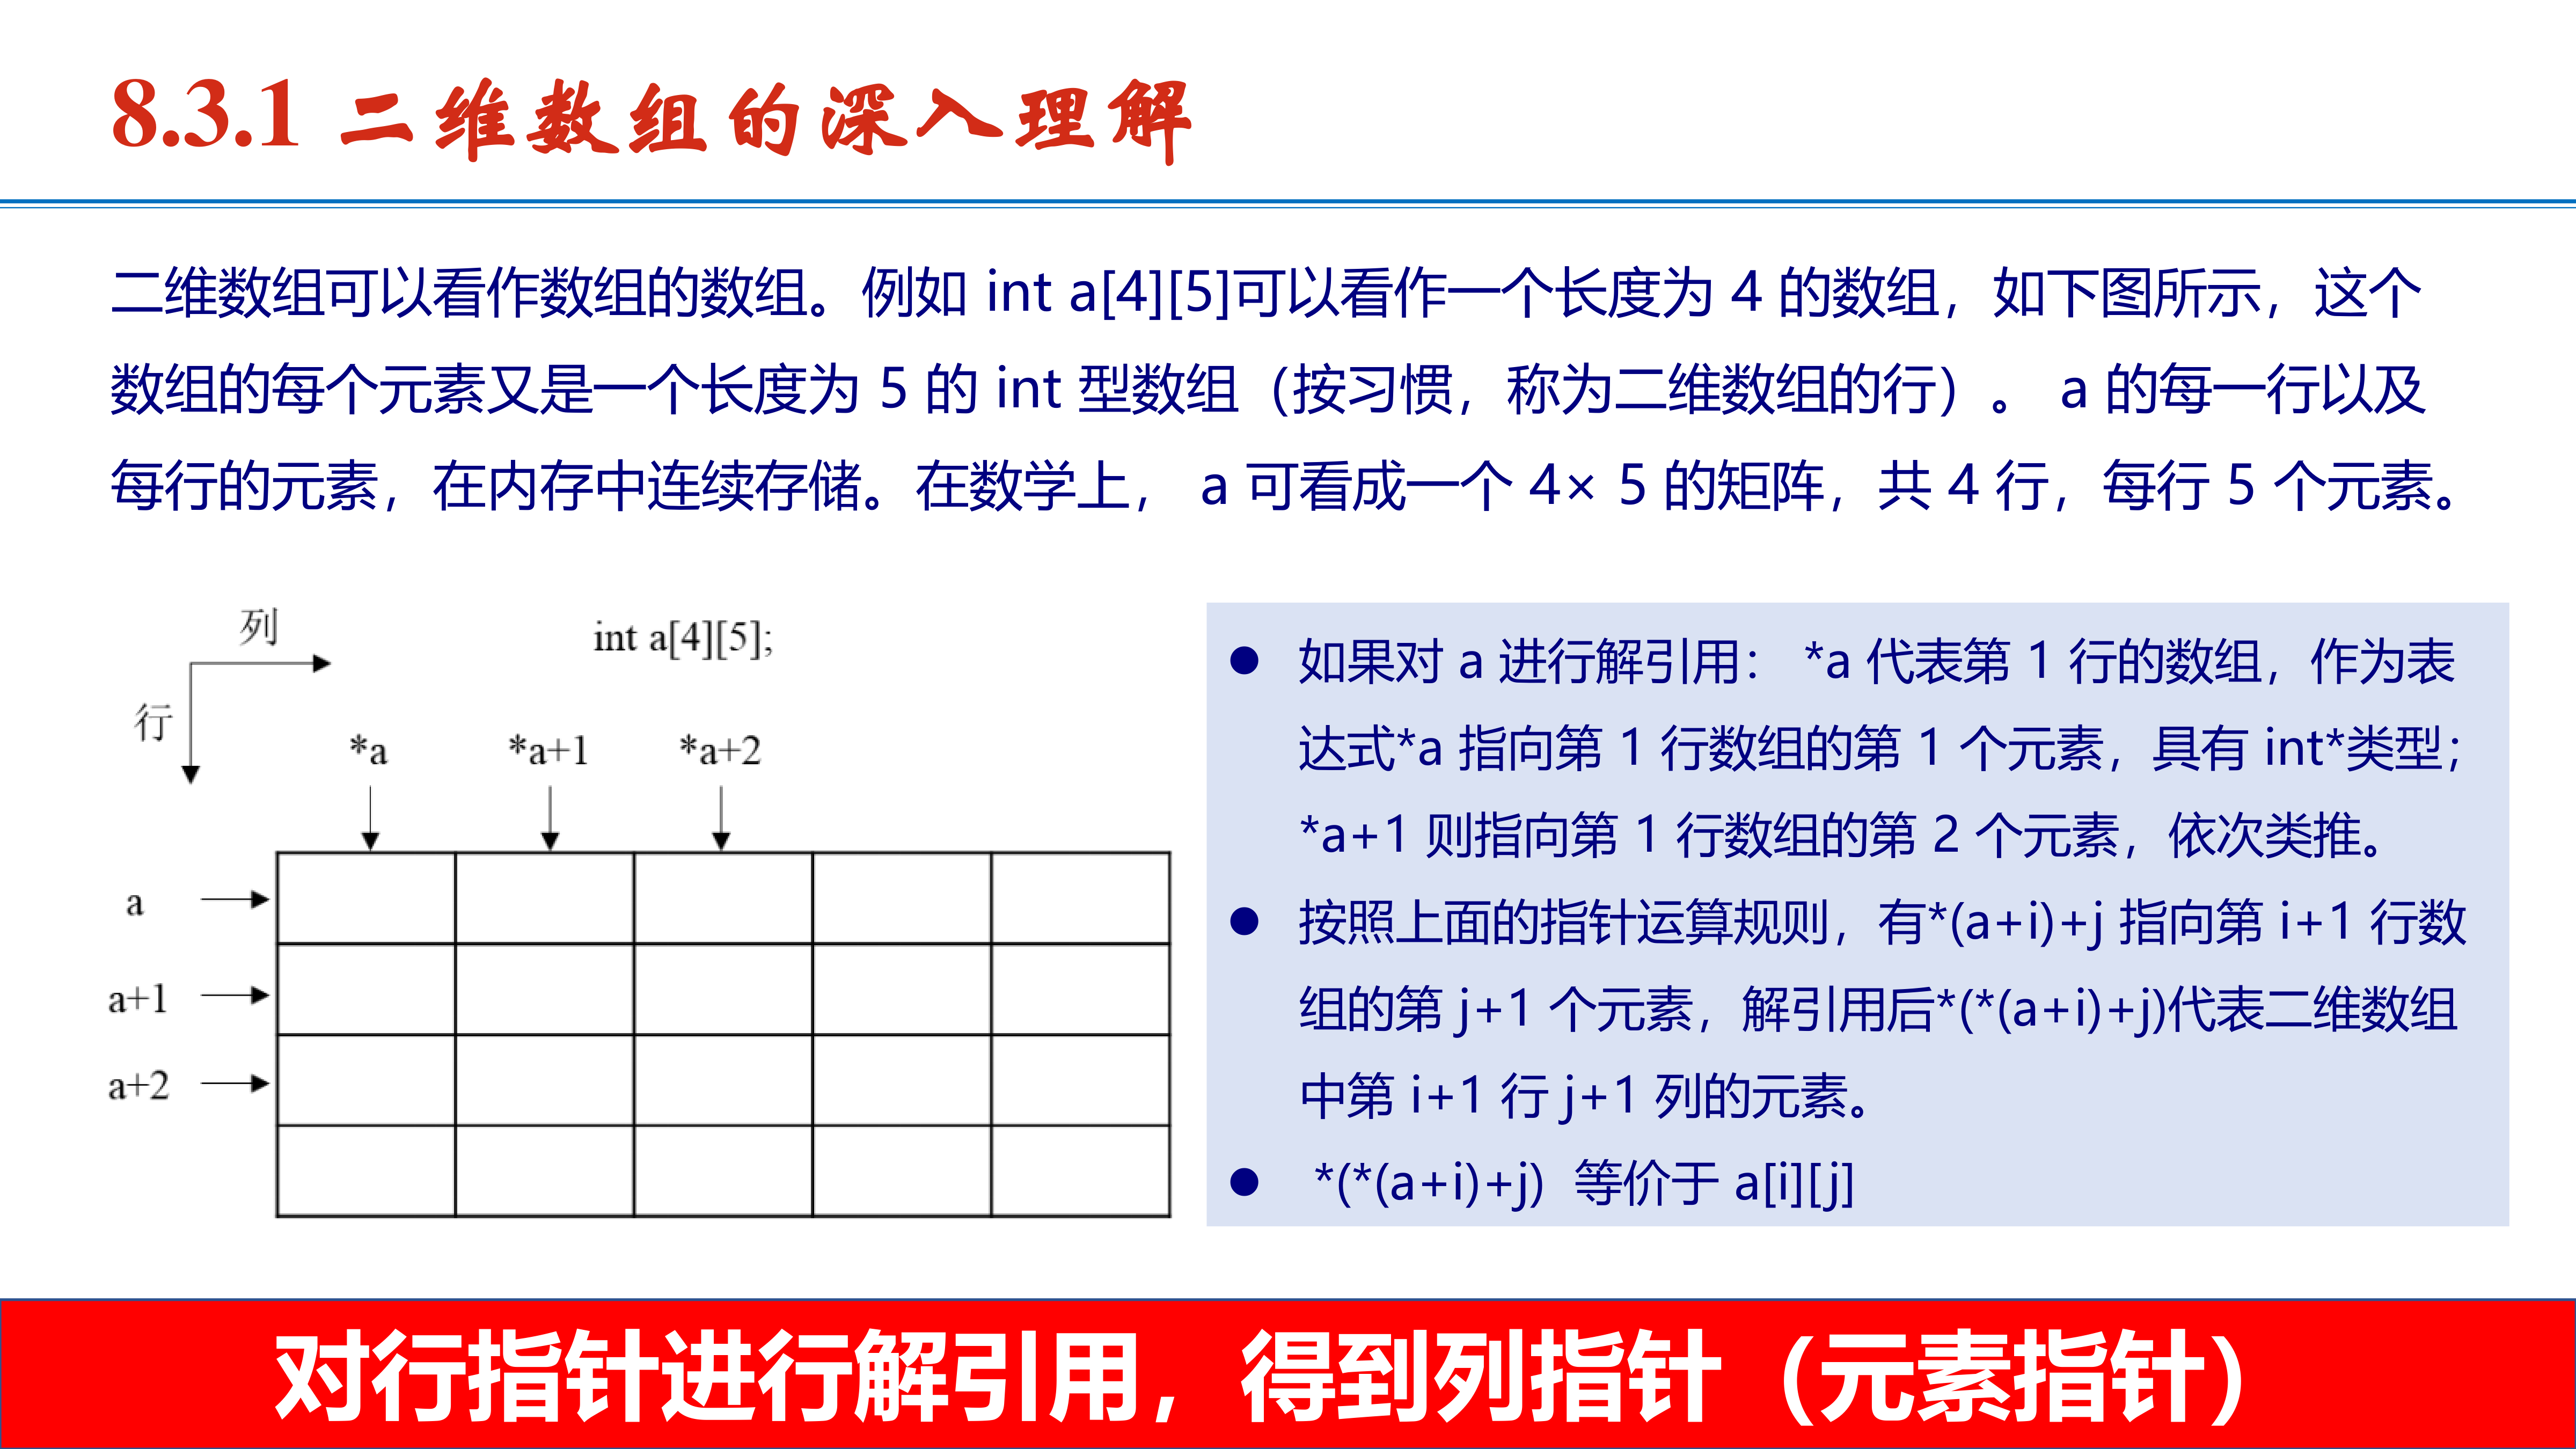 8.3.1 二维数组的深入理解
二维数组可以看作数组的数组。例如 int a[4][5]可以看作一个长度为 4 的数组，如下图所示，这个
数组的每个元素又是一个长度为 5 的 int 型数组（按习惯，称为二维数组的行）。 a 的每一行以及
每行的元素，在内存中连续存储。在数学上， a 可看成一个 4× 5 的矩阵，共 4 行，每行 5 个元素。
列
int a[4][5];
行
*a
*a+1
*a+2
a
a+1
a+2
● 如果对 a 进行解引用： *a 代表第 1 行的数组，作为表
达式*a 指向第 1 行数组的第 1 个元素，具有 int*类型；
*a+1 则指向第 1 行数组的第 2 个元素，依次类推。
● 按照上面的指针运算规则，有*(a+i)+j 指向第 i+1 行数
组的第 j+1 个元素，解引用后*(*(a+i)+j)代表二维数组
中第 i+1 行 j+1 列的元素。
● *(*(a+i)+j) 等价于 a[i][j]
对行指针进行解引用，得到列指针（元素指针）